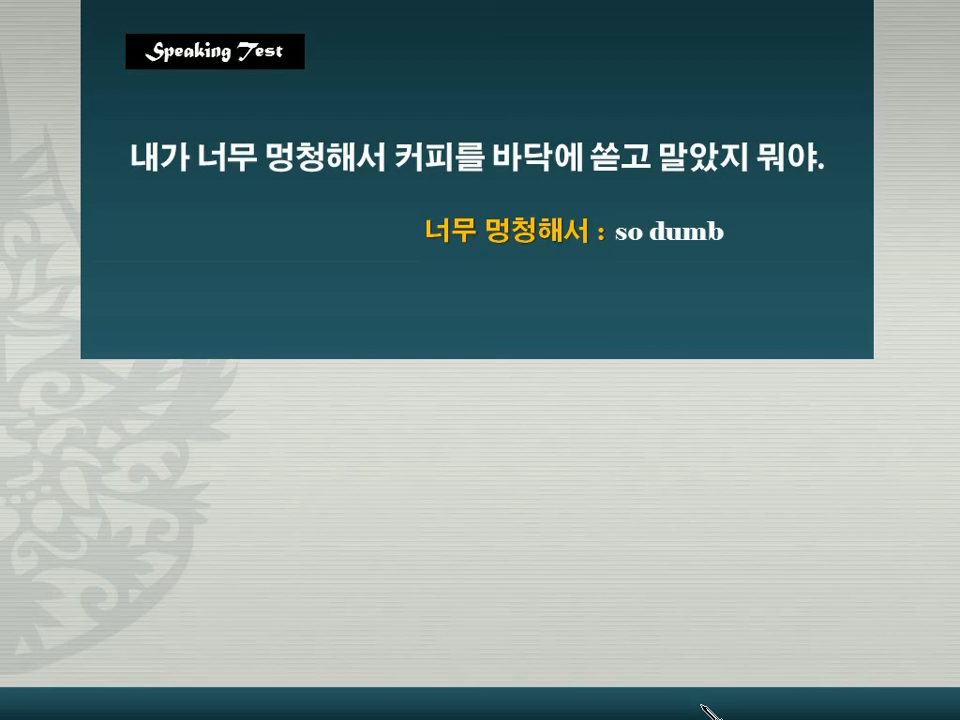 Speaking Test
내가 너무 멍청해서 커피를 바닥에 쏟고 말았지 뭐야.
너무 멍청해서 : so dumb